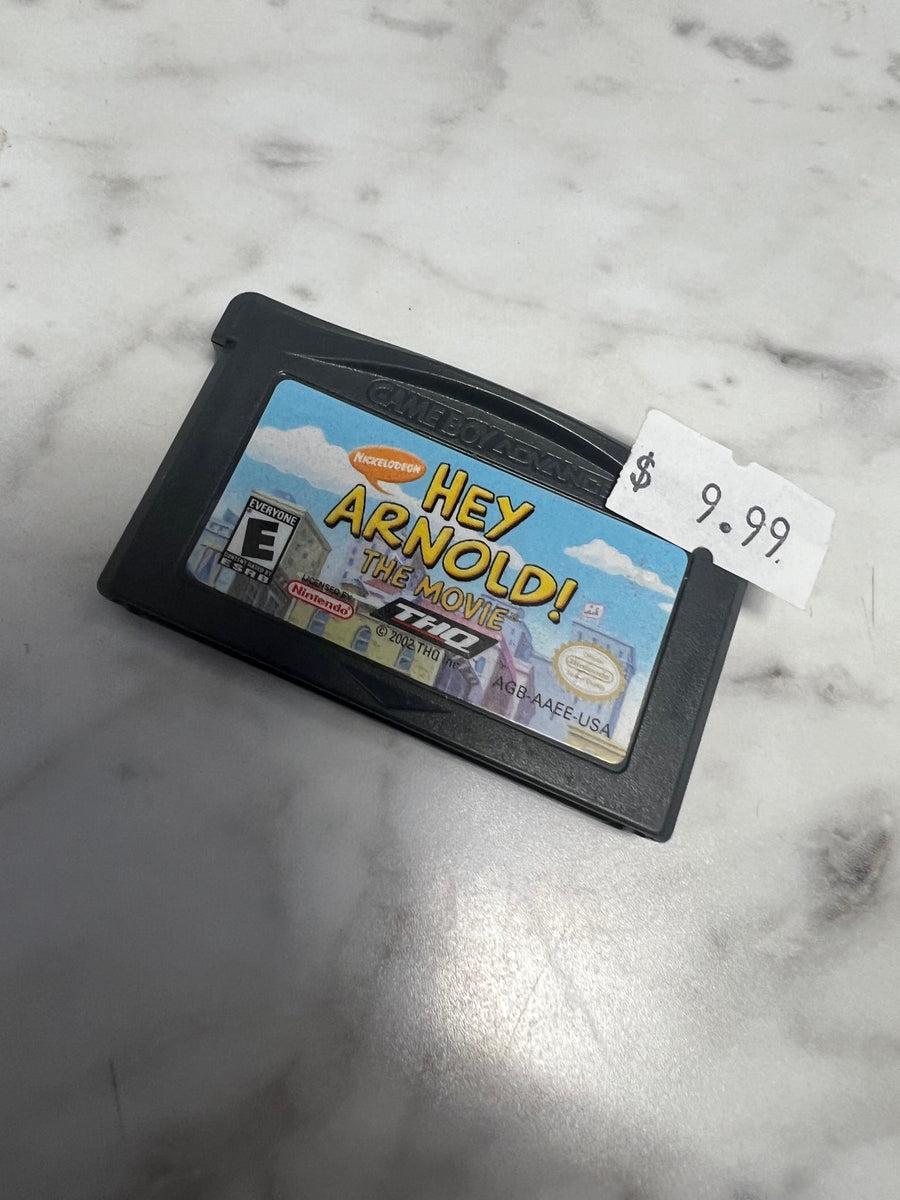 GAME BOY ADVANCE
$ 9.99
NICKELODEON
HEY
ARNOLD!
THE MOVIE
EVERYONE
E
CONTENT RATED BY
ESRB
LICENSED BY
Nintendo
THQ
© 2002 THQ Inc.
AGB-AAEE-USA
Nintendo